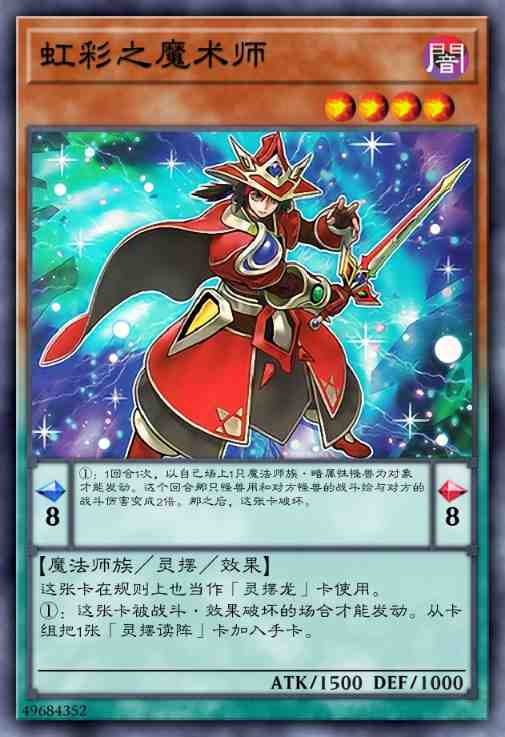 虹彩之魔术师
闇
①：1回合1次，以自己场上1只魔法师族·暗属性怪兽为对象
才能发动。这个回合那只怪兽用和对方怪兽的战斗给与对方的
战斗伤害变成2倍。那之后，这张卡破坏。
8
8
【魔法师族／灵摆／效果】
这张卡在规则上也当作「灵摆龙」卡使用。
①：这张卡被战斗·效果破坏的场合才能发动。从卡
组把1张「灵摆读阵」卡加入手卡。
ATK/1500 DEF/1000
49684352